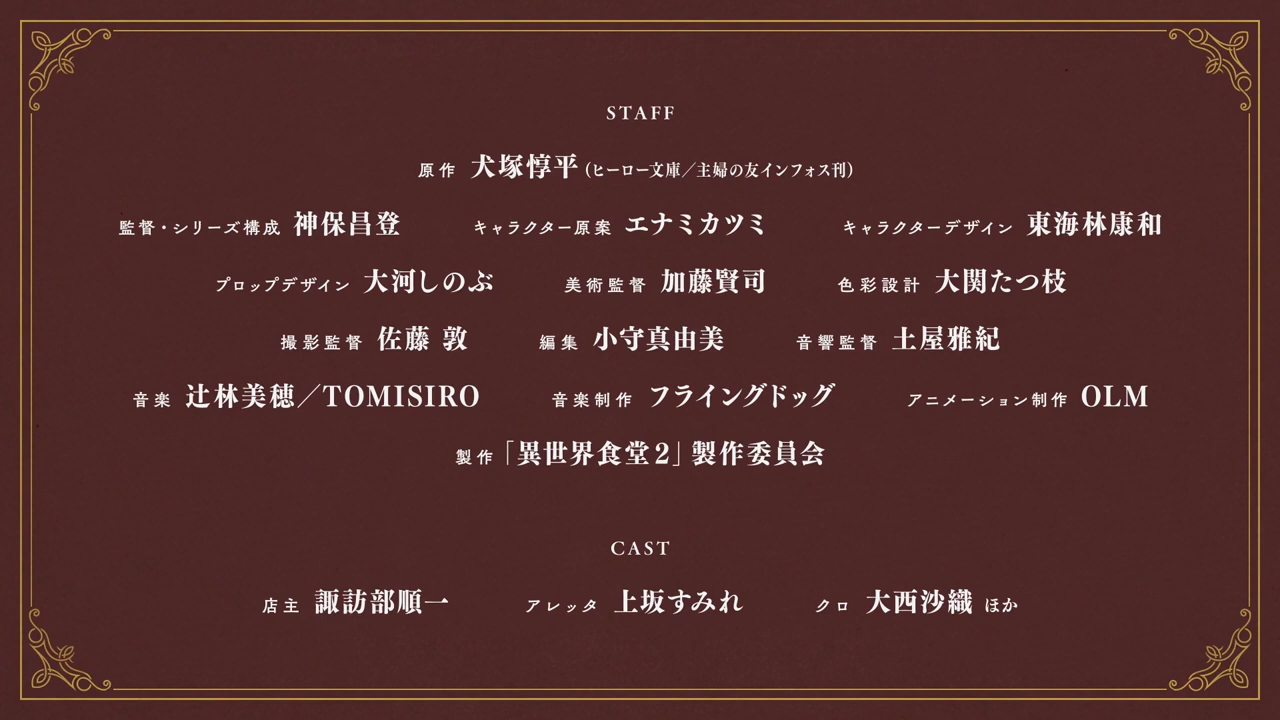 STAFF
原作 犬塚惇平(ヒーロー文庫／主婦の友インフォス刊)
監督・シリーズ構成 神保昌登 キャラクター原案 エナミカツミ キャラクターデザイン 東海林康和
プロップデザイン 大河しのぶ 美術監督 加藤賢司 色彩設計 大関たつ枝
撮影監督 佐藤 敦 編集 小守真由美 音響監督 土屋雅紀
音楽 辻林美穂／TOMISIRO 音楽制作 フライングドッグ アニメーション制作 OLM
製作「異世界食堂2」製作委員会
CAST
店主 諏訪部順一 アレッタ 上坂すみれ クロ 大西沙織 ほか